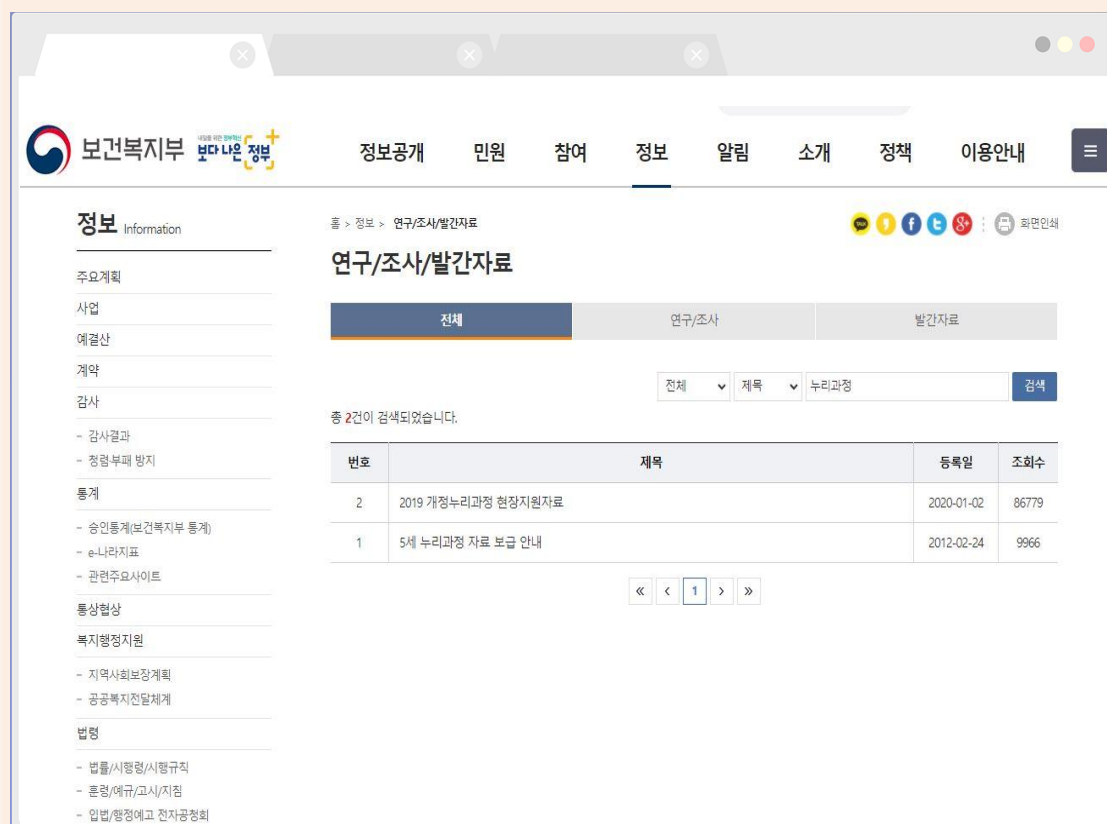 보건복지부 내일을 위한 정부혁신 보다나은 정부
정보공개 민원 참여 정보 알림 소개 정책 이용안내
정보 Information
주요계획
사업
예결산
계약
감사
- 감사결과
- 청렴·부패 방지
통계
- 승인통계(보건복지부 통계)
- e-나라지표
- 관련주요사이트
통상협상
복지행정지원
- 지역사회보장계획
- 공공복지전달체계
법령
- 법률/시행령/시행규칙
- 훈령/예규/고시/지침
- 입법/행정예고 전자공청회
홈 > 정보 > 연구/조사/발간자료
화면인쇄
연구/조사/발간자료
전체 연구/조사 발간자료
전체 제목 누리과정 검색
총 2건이 검색되었습니다.
번호 제목 등록일 조회수
2 2019 개정누리과정 현장지원자료 2020-01-02 86779
1 5세 누리과정 자료 보급 안내 2012-02-24 9966
« < 1 > »